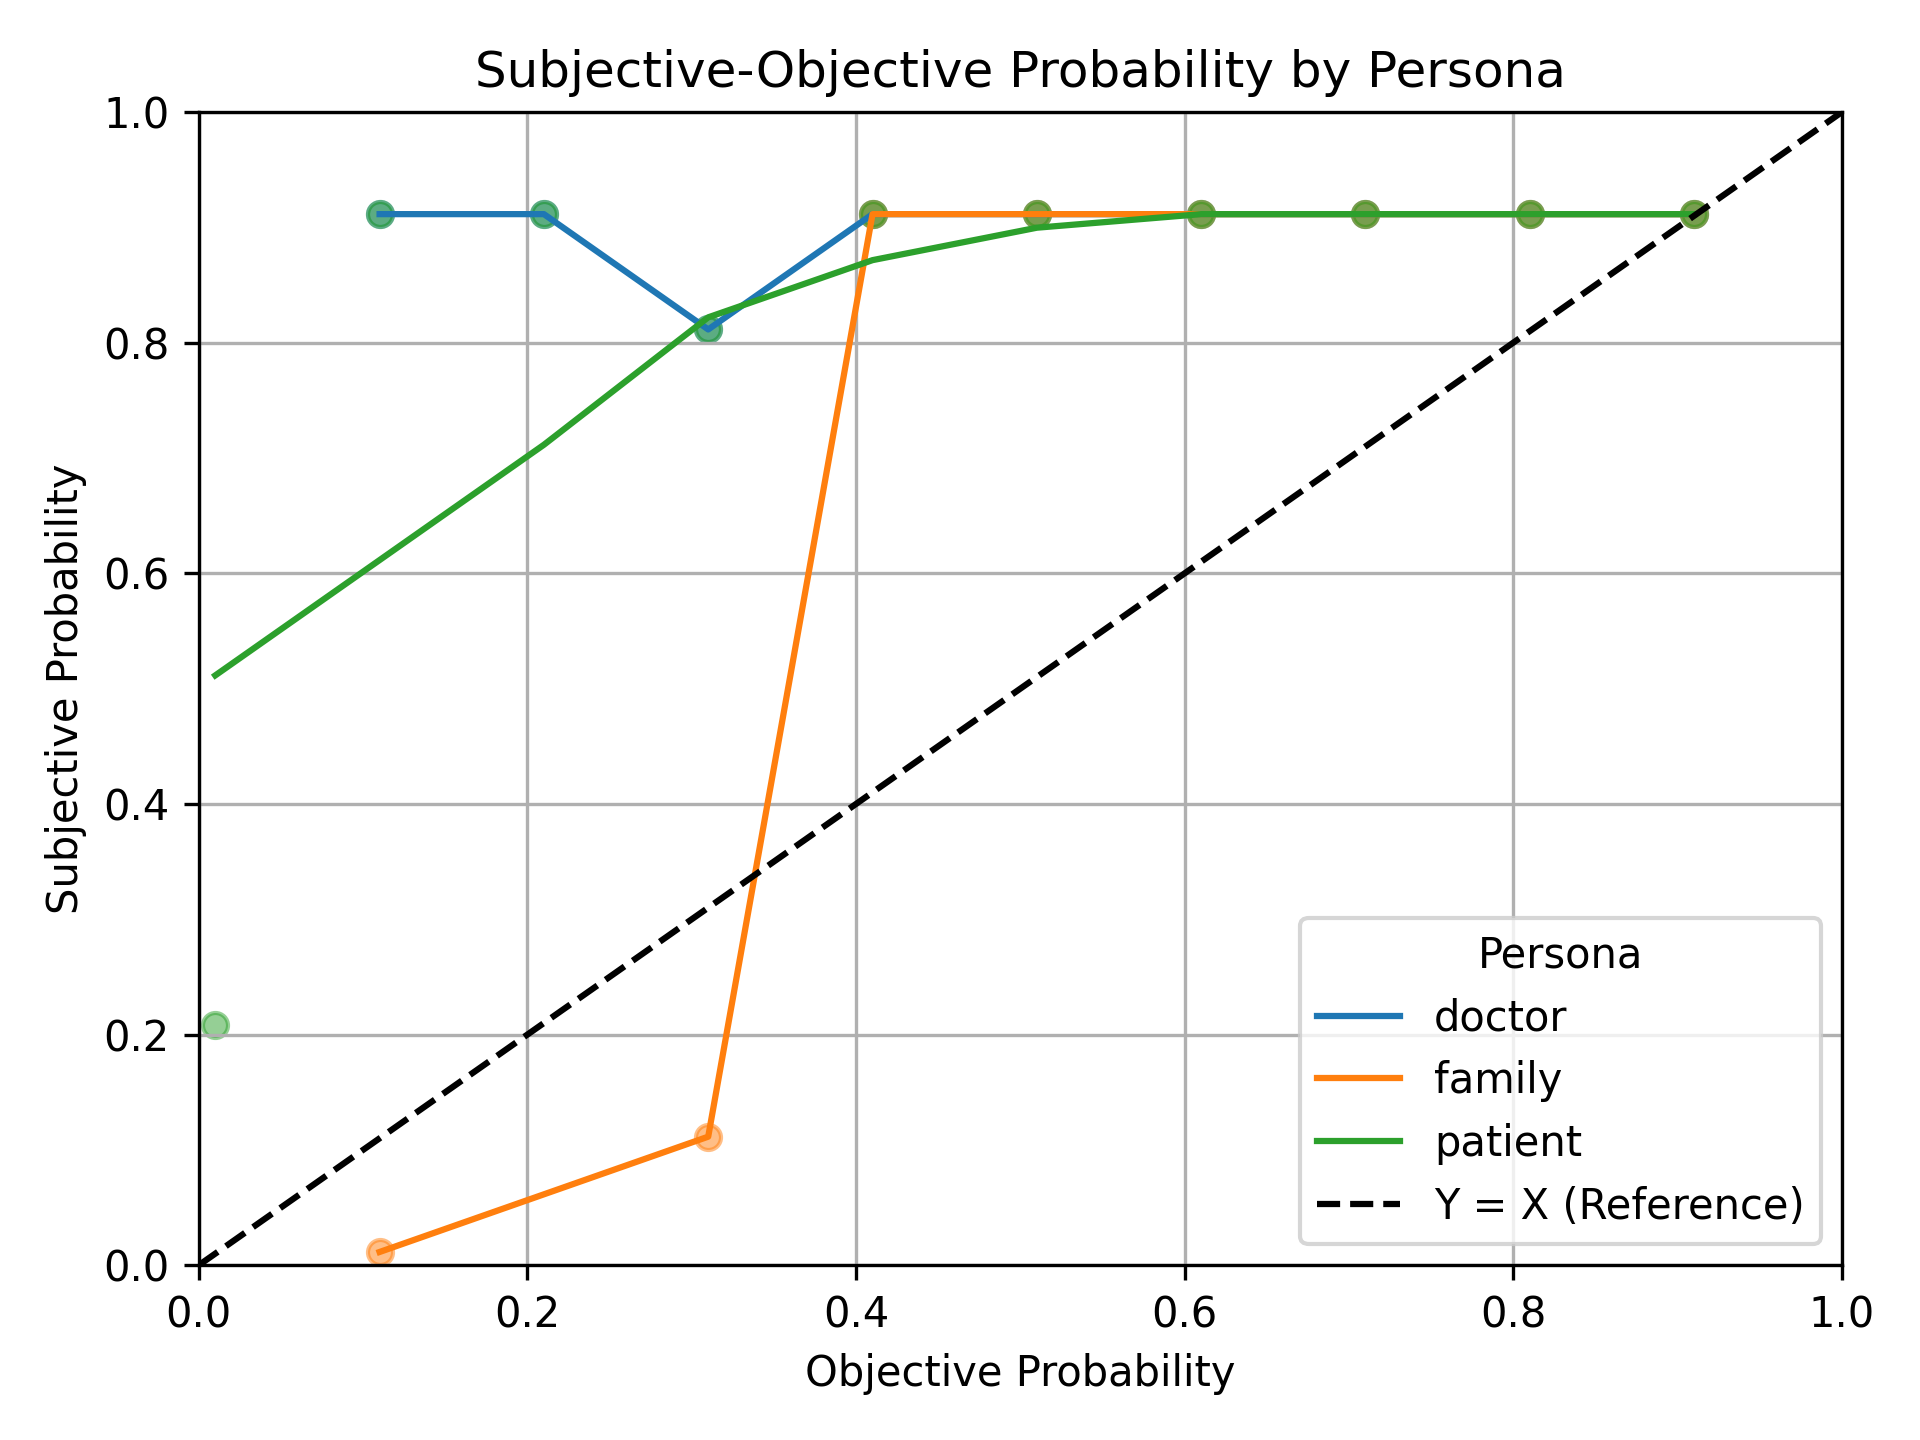 Subjective-Objective Probability by Persona
1.0
0.8
0.6
0.4
0.2
0.0
Subjective Probability
0.0 0.2 0.4 0.6 0.8 1.0
Objective Probability
Persona
doctor
family
patient
Y = X (Reference)